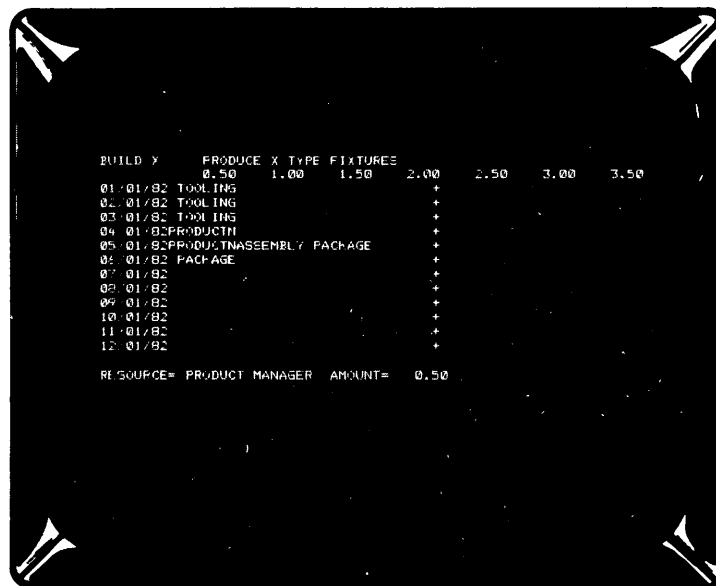 BUILD X PRODUCE X TYPE FIXTURES
0.50 1.00 1.50 2.00 2.50 3.00 3.50
01/01/82 TOOLING +
02/01/82 TOOLING +
03/01/82 TOOLING +
04/01/82PRODUCTN +
05/01/82PRODUCTNASSEMBLY PACKAGE +
06/01/82 PACKAGE +
07/01/82 +
08/01/82 +
09/01/82 +
10/01/82 +
11/01/82 +
12/01/82 +
RESOURCE= PRODUCT MANAGER AMOUNT= 0.50